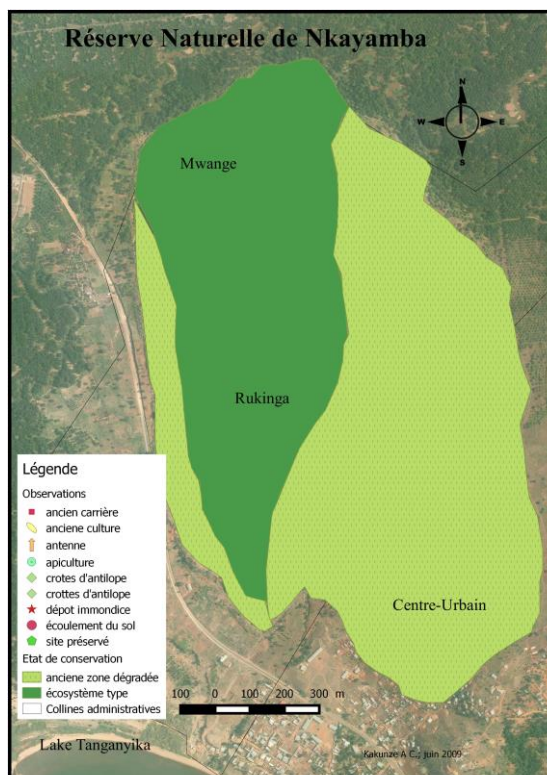 Réserve Naturelle de Nkayamba
N
W E
S
Mwange
Rukinga
Centre-Urbain
Légende
Observations
ancien carrière
anciene culture
antenne
apiculture
crotes d'antilope
crottes d'antilope
dépot immondice
écoulement du sol
site préservé
Etat de conservation
anciene zone dégradée
écosystème type
Collines administratives
100 0 100 200 300 m
Lake Tanganyika
Kakunze A C.; juin 2009